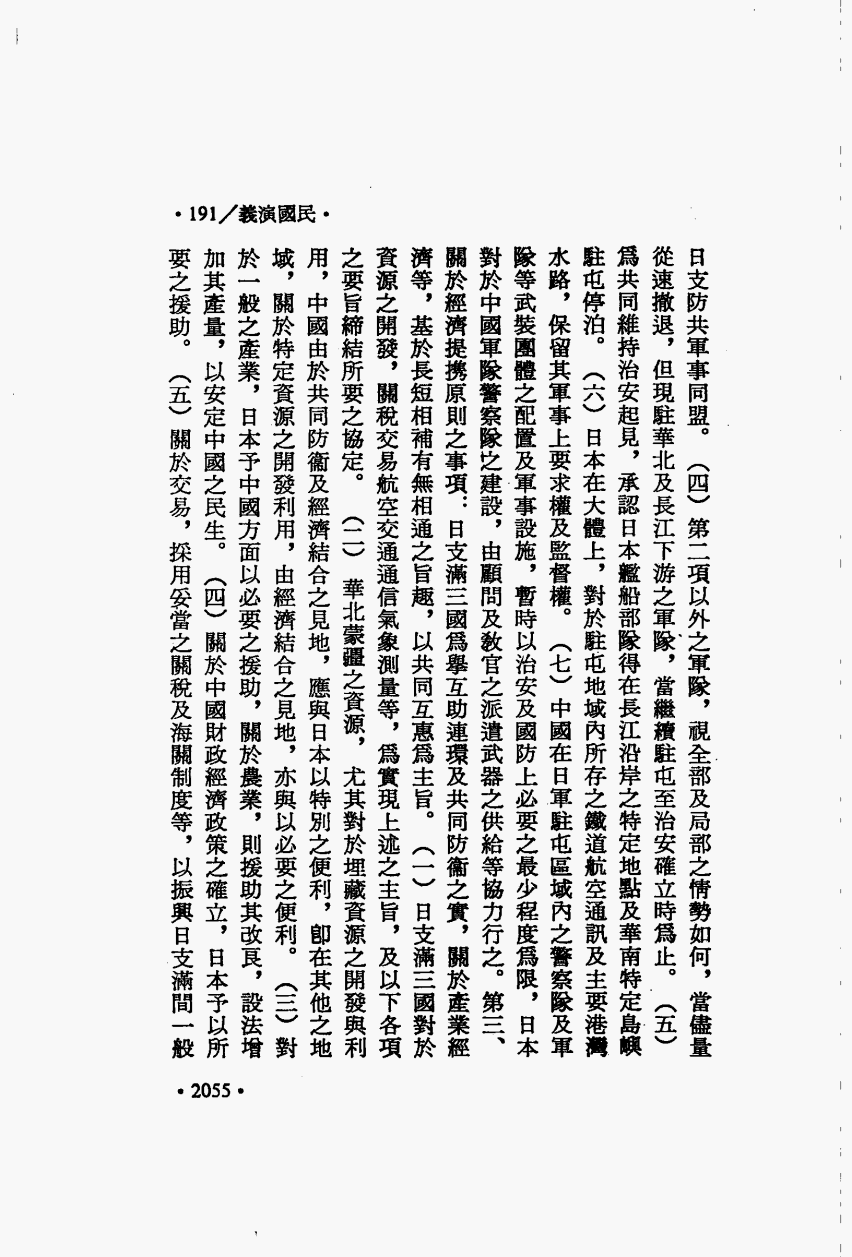 •191／義演國民•
日支防共軍事同盟。（四）第二項以外之軍隊，視全部及局部之情勢如何，當儘量
從速撤退，但現駐華北及長江下游之軍隊，當繼續駐屯至治安確立時爲止。（五）
爲共同維持治安起見，承認日本艦船部隊得在長江沿岸之特定地點及華南特定島嶼
駐屯停泊。（六）日本在大體上，對於駐屯地域內所存之鐵道航空通訊及主要港灣
水路，保留其軍事上要求權及監督權。（七）中國在日軍駐屯區域內之警察隊及軍
隊等武裝團體之配置及軍事設施，暫時以治安及國防上必要之最少程度爲限，日本
對於中國軍隊警察隊之建設，由顧問及教官之派遣武器之供給等協力行之。第三、
關於經濟提携原則之事項：日支滿三國爲舉互助連環及共同防衞之實，關於產業經
濟等，基於長短相補有無相通之旨趣，以共同互惠爲主旨。（一）日支滿三國對於
資源之開發，關稅交易航空交通通信氣象測量等，爲實現上述之主旨，及以下各項
之要旨締結所要之協定。（二）華北蒙疆之資源，尤其對於埋藏資源之開發與利
用，中國由於共同防衞及經濟結合之見地，應與日本以特別之便利，卽在其他之地
域，關於特定資源之開發利用，由經濟結合之見地，亦與以必要之便利。（三）對
於一般之產業，日本予中國方面以必要之援助，關於農業，則援助其改良，設法增
加其產量，以安定中國之民生。（四）關於中國財政經濟政策之確立，日本予以所
要之援助。（五）關於交易，採用妥當之關稅及海關制度等，以振興日支滿間一般
•2055•